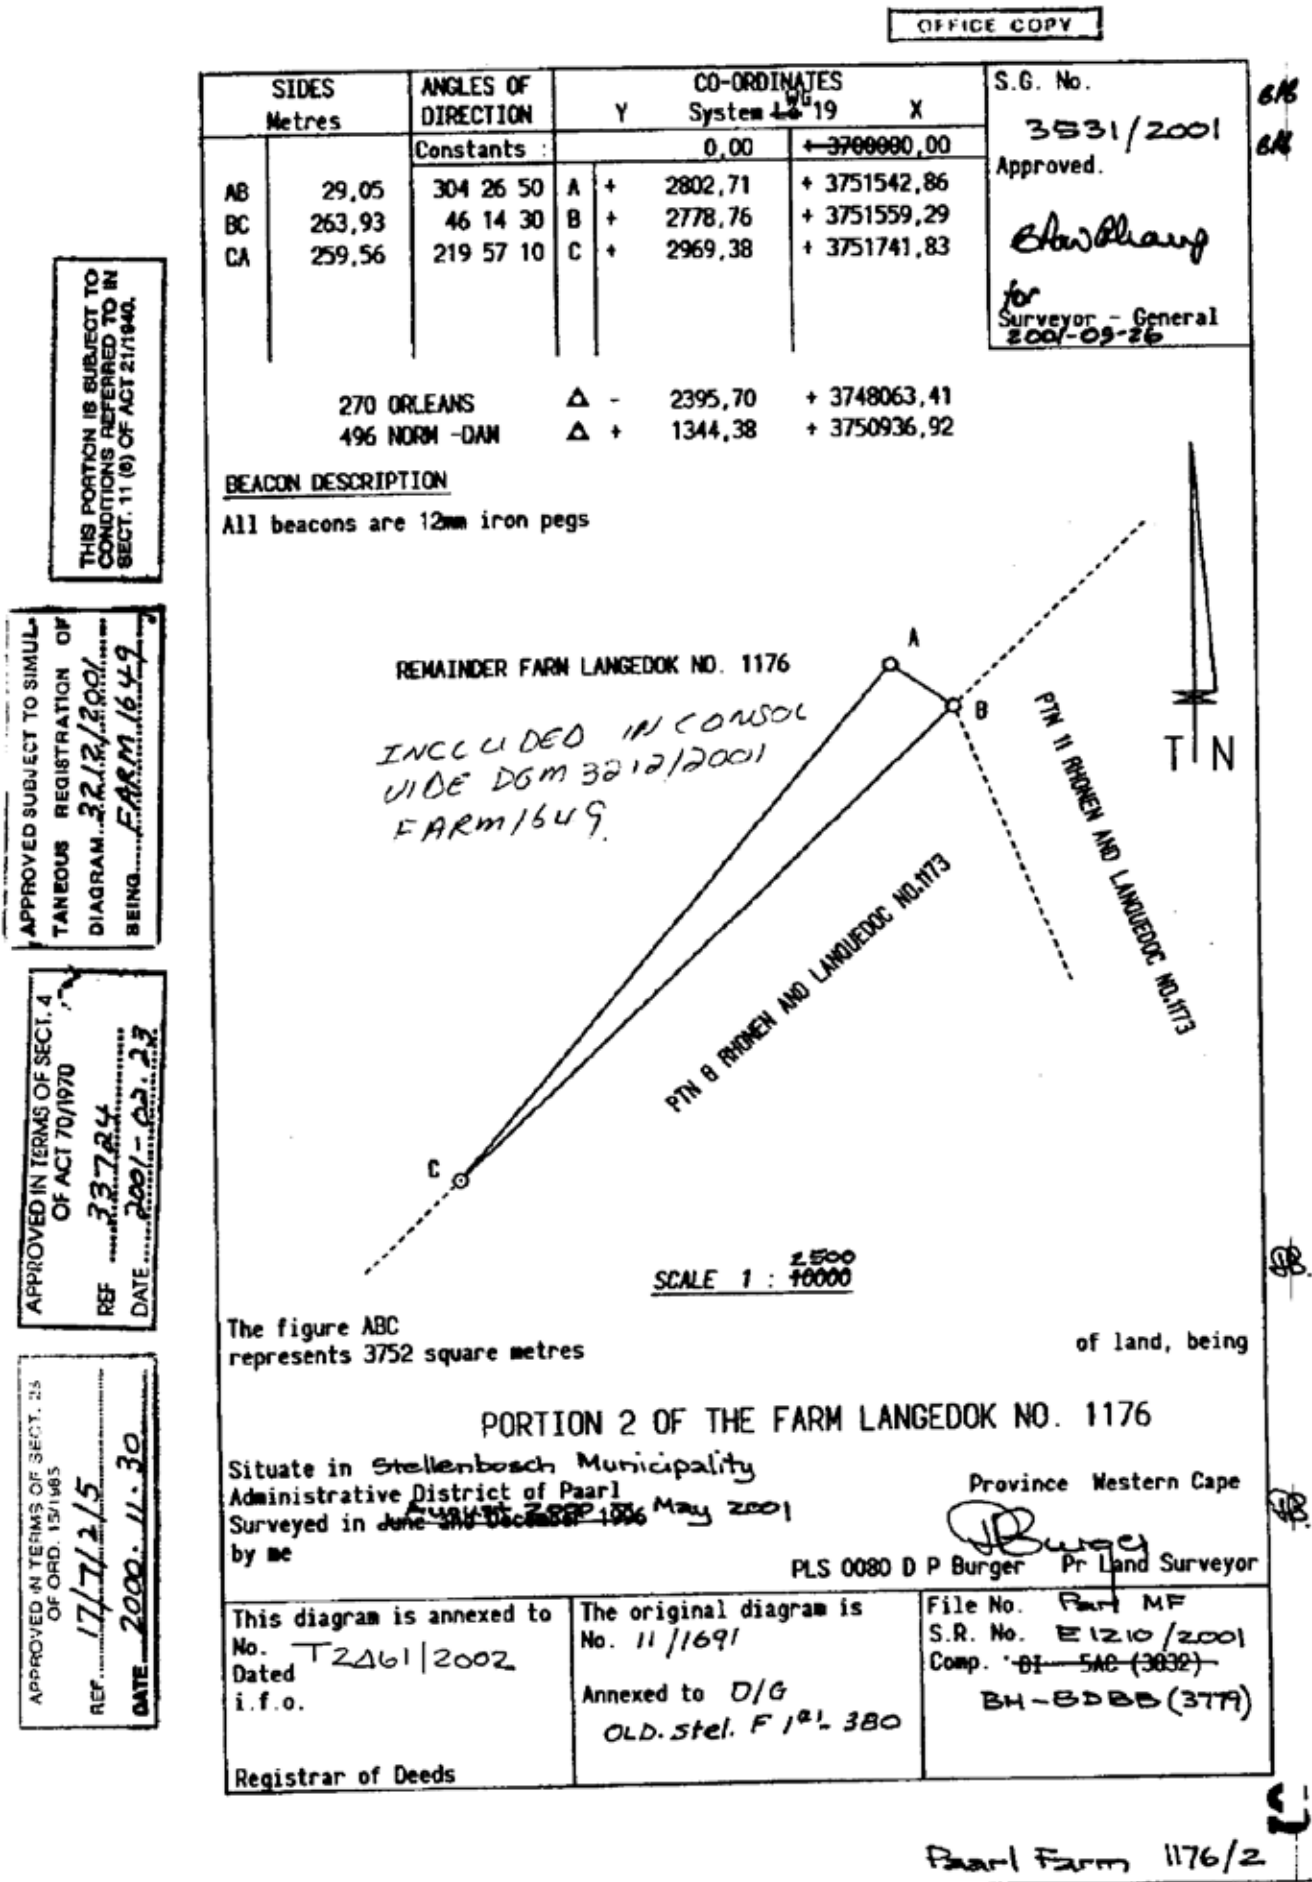 OFFICE COPY
SIDES
Metres
ANGLES OF
DIRECTION
CO-ORDINATES
Y System Lo WG 19 X
Constants : 0,00 + 3700000,00
AB 29,05 304 26 50 A + 2802,71 + 3751542,86
BC 263,93 46 14 30 B + 2778,76 + 3751559,29
CA 259,56 219 57 10 C + 2969,38 + 3751741,83
S.G. No.
3531/2001
Approved.
for
Surveyor - General
2001-09-26
270 ORLEANS △ - 2395,70 + 3748063,41
496 NORM -DAM △ + 1344,38 + 3750936,92
BEACON DESCRIPTION
All beacons are 12mm iron pegs
THIS PORTION IS SUBJECT TO
CONDITIONS REFERRED TO IN
SECT. 11 (6) OF ACT 21/1940.
APPROVED SUBJECT TO SIMUL-
TANEOUS REGISTRATION OF
DIAGRAM 3212/2001
BEING FARM 1649
APPROVED IN TERMS OF SECT. 4
OF ACT 70/1970
REF 33724
DATE 2001-02.23
APPROVED IN TERMS OF SECT. 23
OF ORD. 15/1985
REF. 17/7/2/5
DATE 2000.11.30
A
REMAINDER FARM LANGEDOK NO. 1176
B
INCLUDED IN CONSOL
VIDE DGM 3212/2001
FARM 1649
T N
PTN 11 RHONEN AND LANQUEDOC NO.1173
PTN 8 RHONEN AND LANQUEDOC NO.1173
C
SCALE 1 : 10000 2500
The figure ABC
represents 3752 square metres of land, being
PORTION 2 OF THE FARM LANGEDOK NO. 1176
Situate in Stellenbosch Municipality
Administrative District of Paarl Province Western Cape
Surveyed in June and December 1996 August 2000 May 2001
by me
PLS 0080 D P Burger Pr Land Surveyor
This diagram is annexed to
No. T2461/2002
Dated
i.f.o.
Registrar of Deeds
The original diagram is
No. 11/1691
Annexed to D/G
OLD. Stel. F 1 380
File No. Parl MF
S.R. No. E1210/2001
Comp. BI-5AC (3832)
BH-8DBB (3779)
Paarl Farm 1176/2